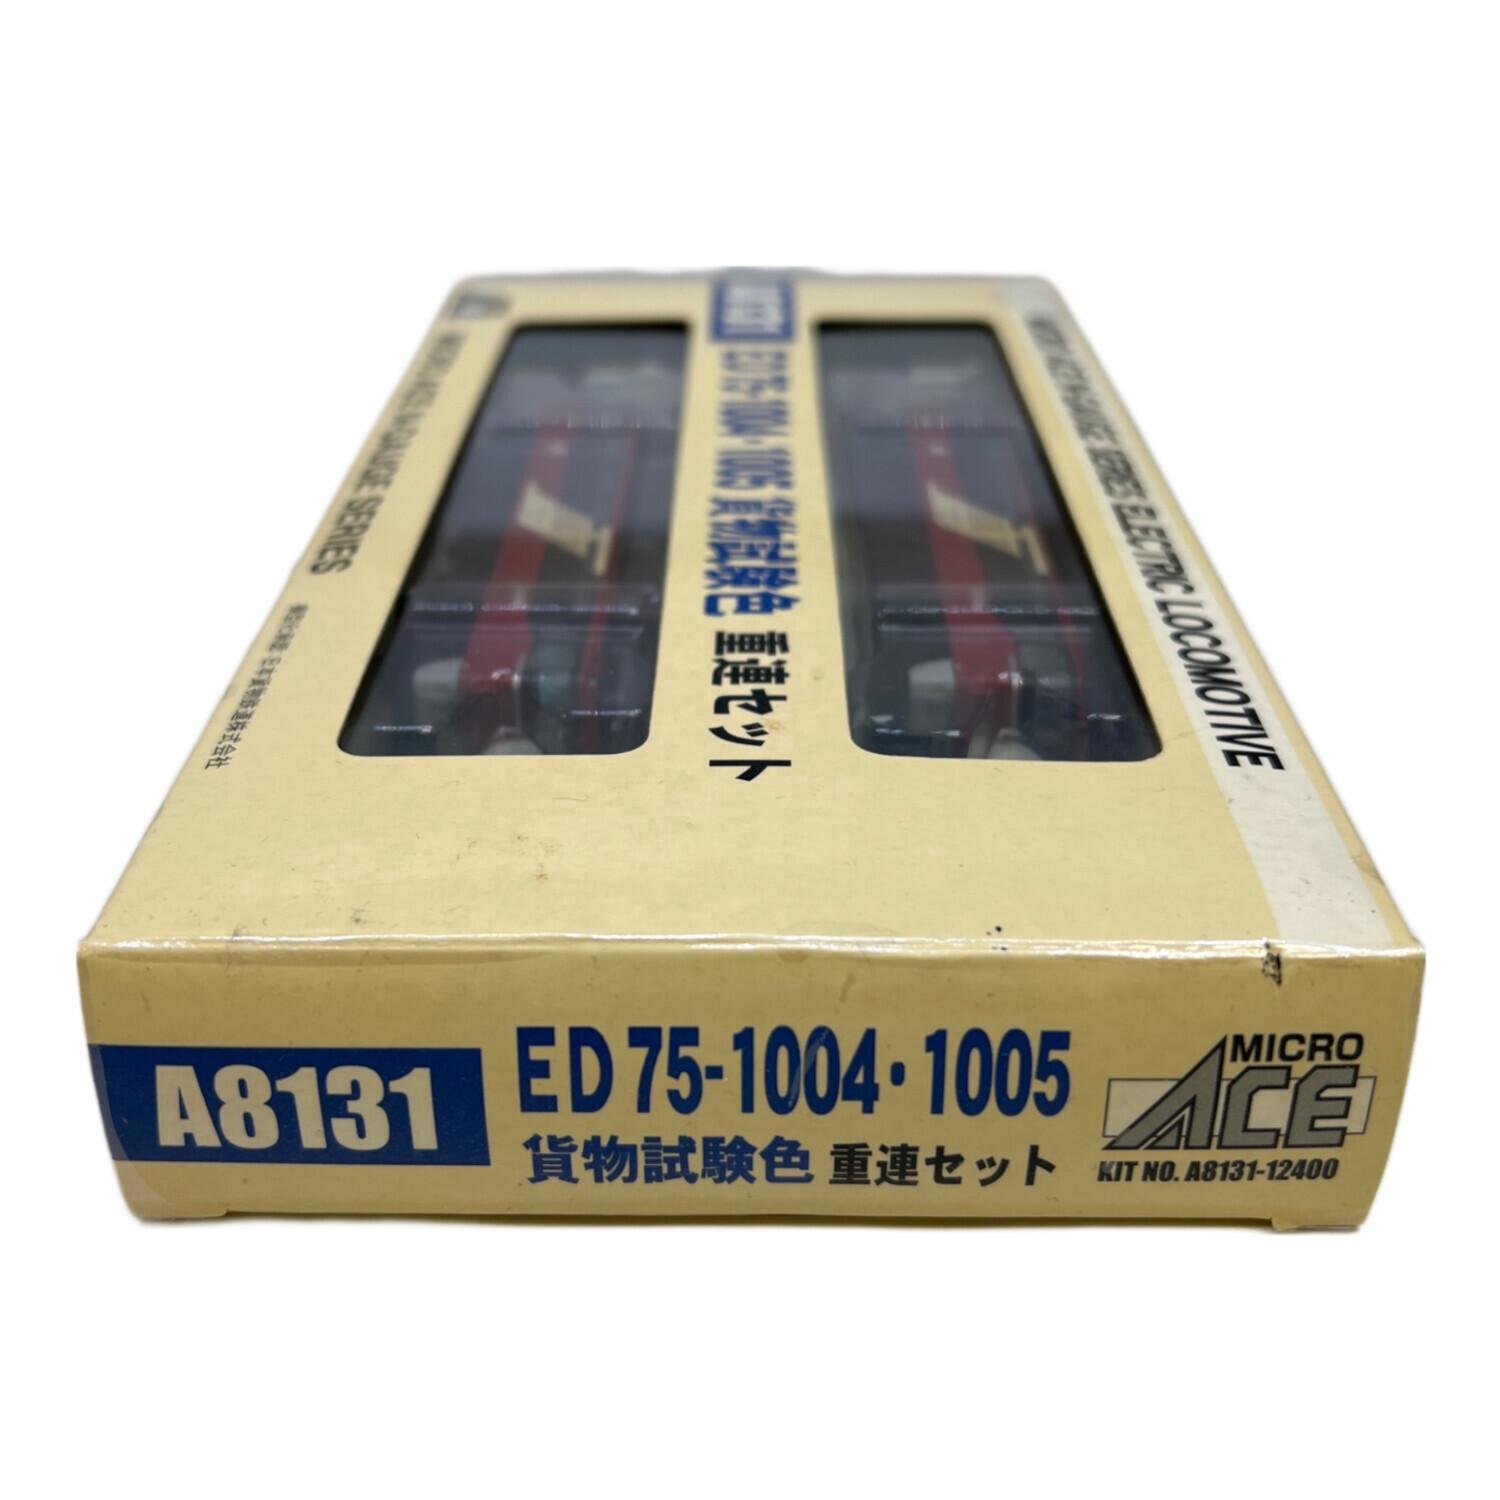 A8131
ED75-1004・1005 貨物試験色 重連セット
MICRO ACE N-GAUGE SERIES
MICRO ACE N-GAUGE SERIES ELECTRIC LOCOMOTIVE
A8131
ED75-1004・1005
貨物試験色 重連セット
MICRO
ACE
KIT NO. A8131-12400